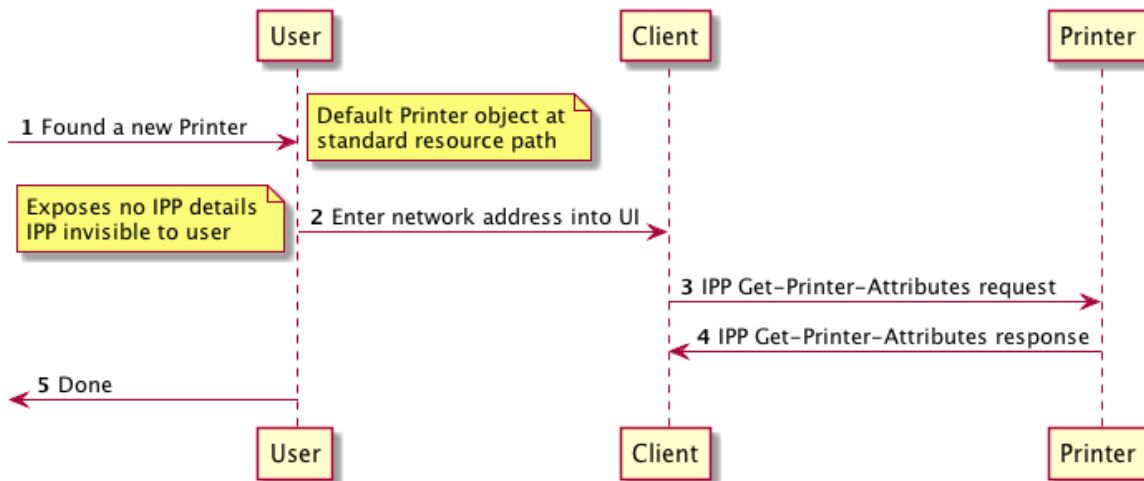 User
Client
Printer
1 Found a new Printer
Default Printer object at
standard resource path
Exposes no IPP details
IPP invisible to user
2 Enter network address into UI
3 IPP Get-Printer-Attributes request
4 IPP Get-Printer-Attributes response
5 Done
User
Client
Printer